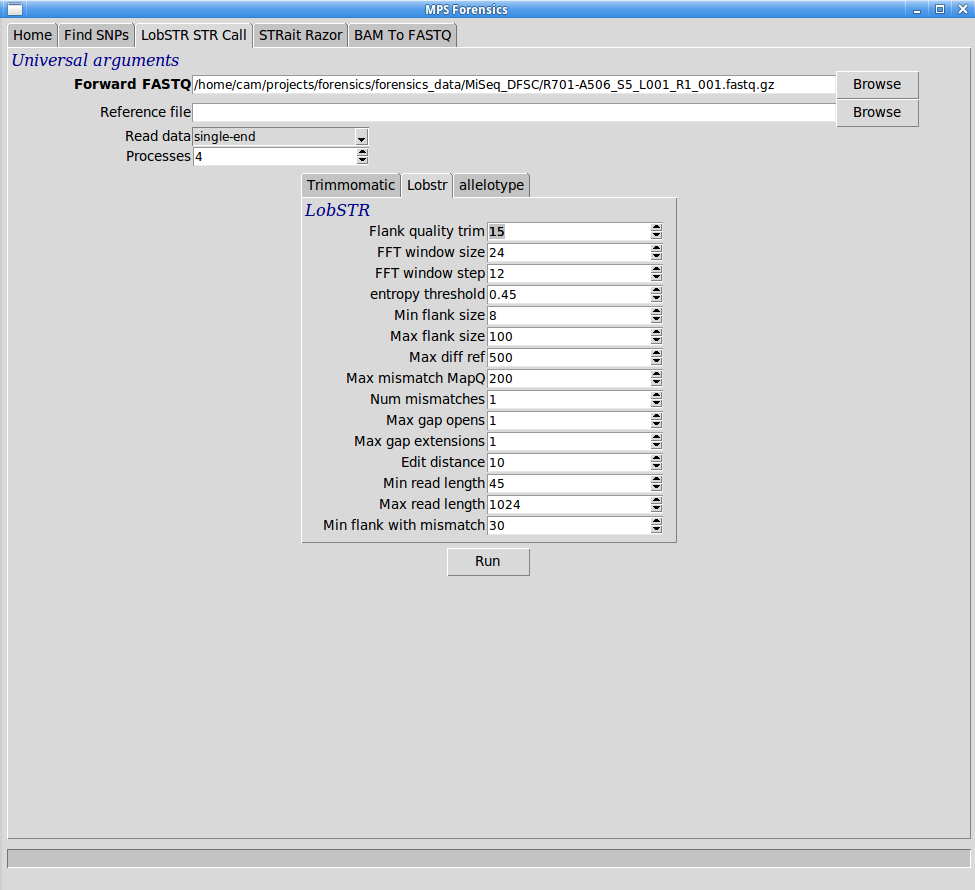 MPS Forensics
Home Find SNPs LobSTR STR Call STRait Razor BAM To FASTQ
Universal arguments
Forward FASTQ /home/cam/projects/forensics/forensics_data/MiSeq_DFSC/R701-A506_S5_L001_R1_001.fastq.gz Browse
Reference file Browse
Read data single-end
Processes 4
Trimmomatic Lobstr allelotype
LobSTR
Flank quality trim 15
FFT window size 24
FFT window step 12
entropy threshold 0.45
Min flank size 8
Max flank size 100
Max diff ref 500
Max mismatch MapQ 200
Num mismatches 1
Max gap opens 1
Max gap extensions 1
Edit distance 10
Min read length 45
Max read length 1024
Min flank with mismatch 30
Run